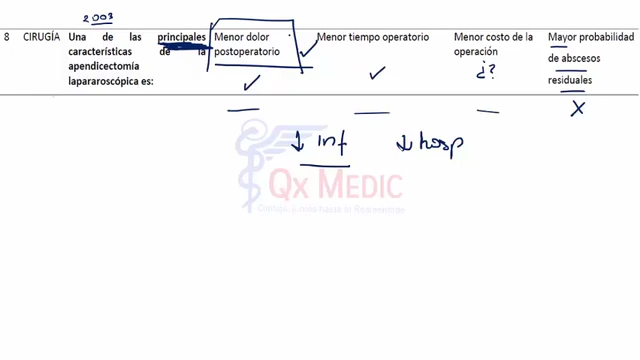 2003
8 CIRUGÍA Una de las principales Menor dolor Menor tiempo operatorio Menor costo de la Mayor probabilidad
características de la postoperatorio operación de abscesos
apendicectomía residuales
lapararoscópica es:
¿?
X
↓ Inf ↓ hosp
QX MEDIC